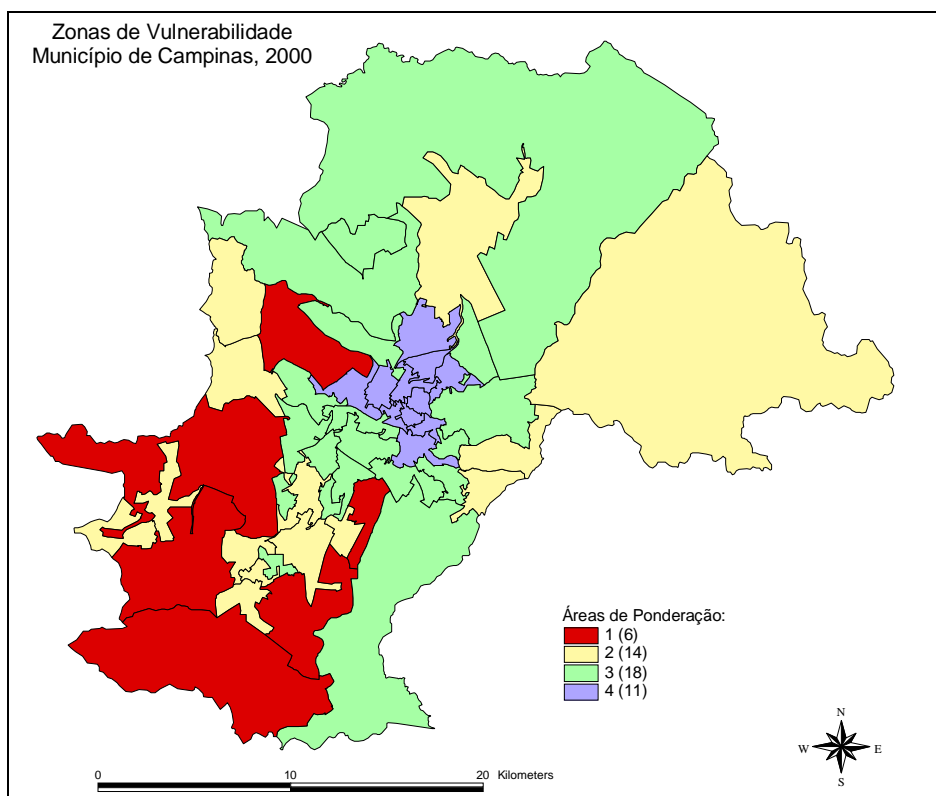 Zonas de Vulnerabilidade
Município de Campinas, 2000
Áreas de Ponderação:
1 (6)
2 (14)
3 (18)
4 (11)
N
W E
S
0 10 20 Kilometers